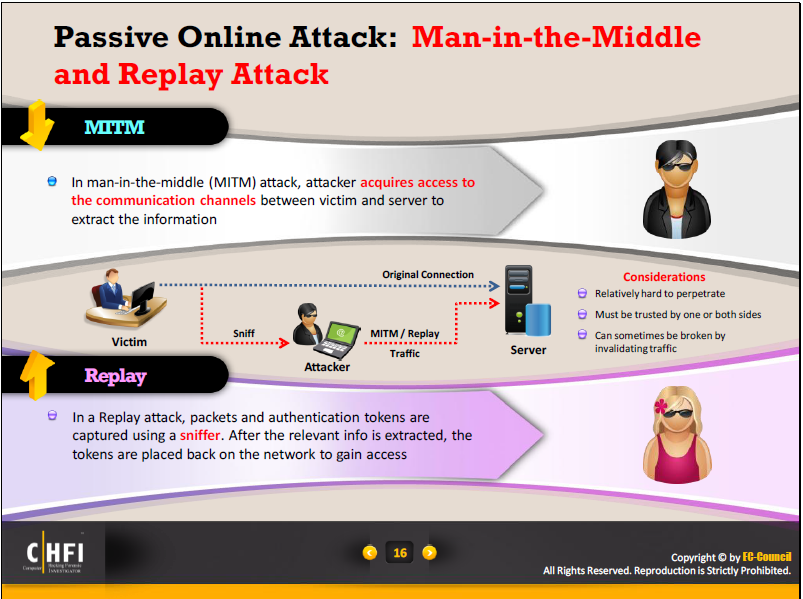 Passive Online Attack: Man-in-the-Middle
and Replay Attack
MITM
In man-in-the-middle (MITM) attack, attacker acquires access to
the communication channels between victim and server to
extract the information
Original Connection
Victim
Sniff
Attacker
MITM / Replay
Traffic
Server
Considerations
Relatively hard to perpetrate
Must be trusted by one or both sides
Can sometimes be broken by
invalidating traffic
Replay
In a Replay attack, packets and authentication tokens are
captured using a sniffer. After the relevant info is extracted, the
tokens are placed back on the network to gain access
CHFI
Computer Hacking Forensic
INVESTIGATOR
16
Copyright © by EC-Council
All Rights Reserved. Reproduction is Strictly Prohibited.